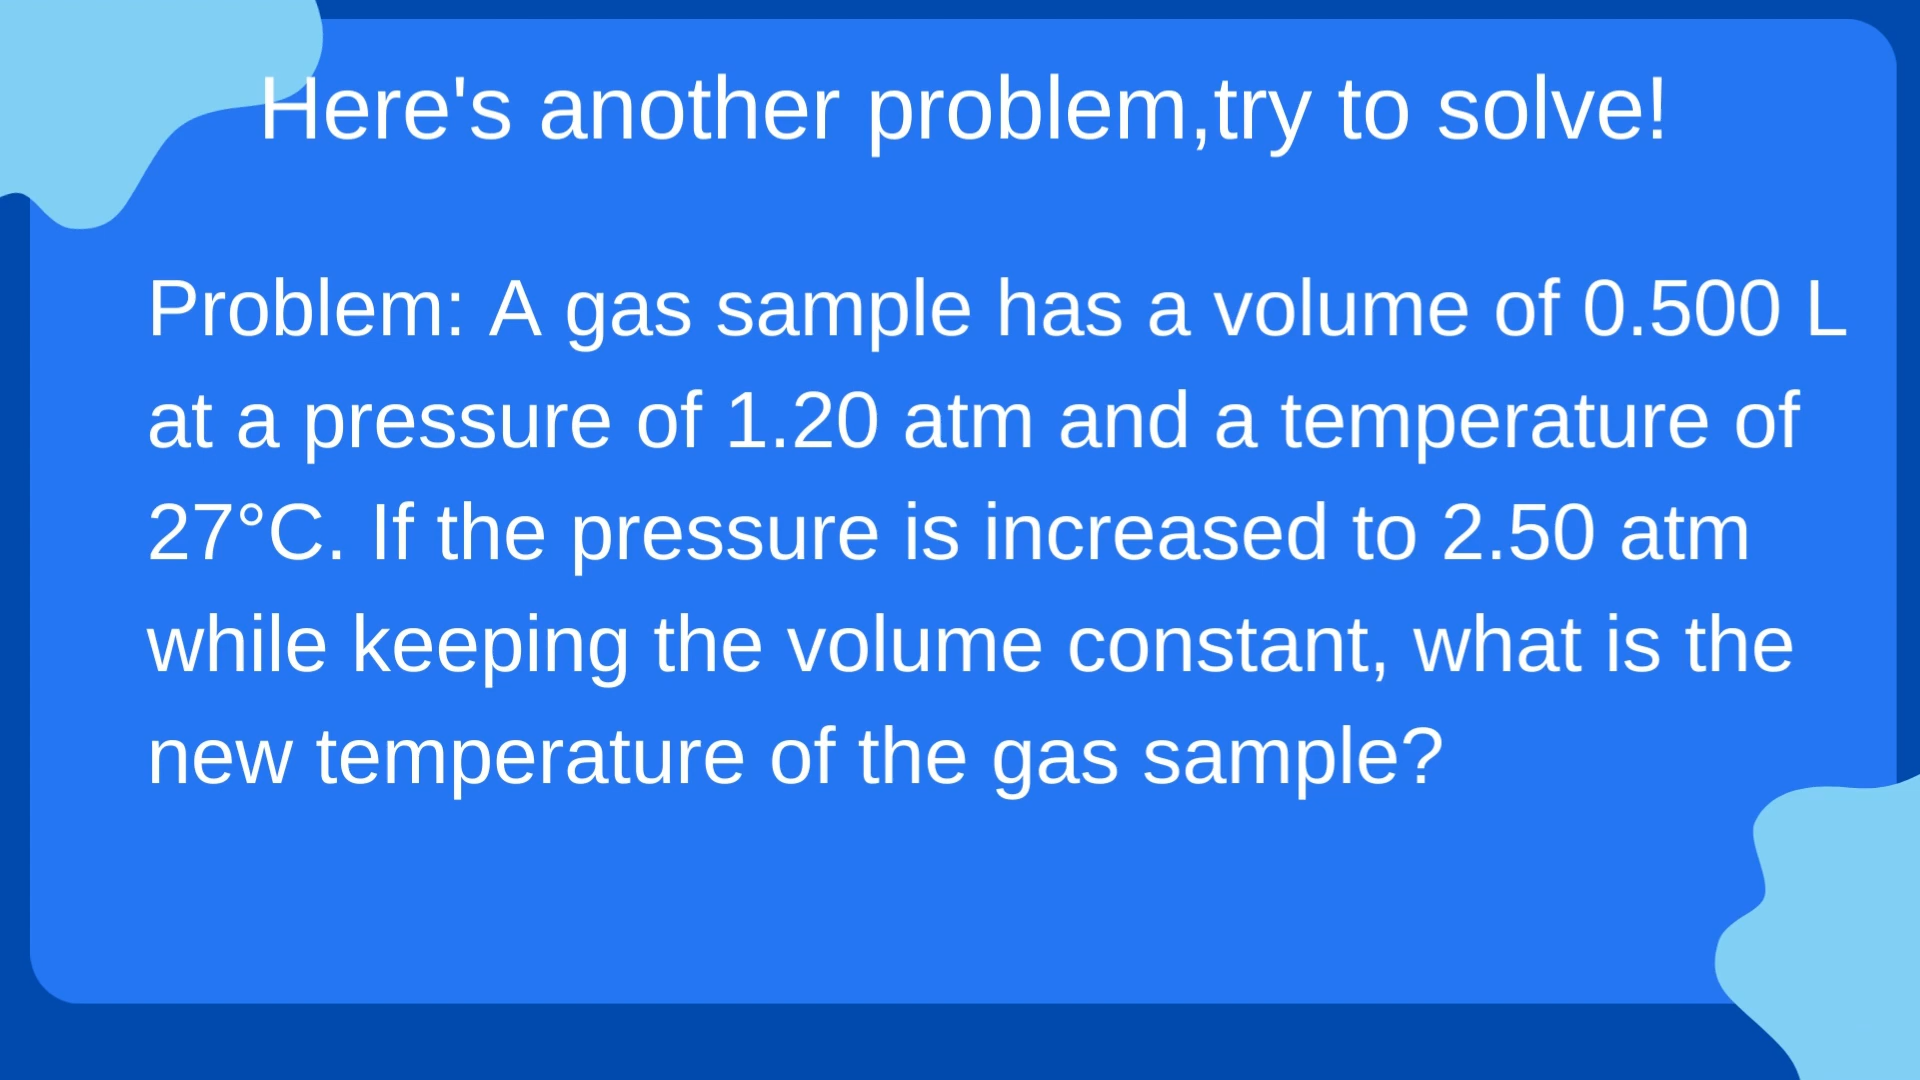 Here's another problem,try to solve!
Problem: A gas sample has a volume of 0.500 L
at a pressure of 1.20 atm and a temperature of
27°C. If the pressure is increased to 2.50 atm
while keeping the volume constant, what is the
new temperature of the gas sample?